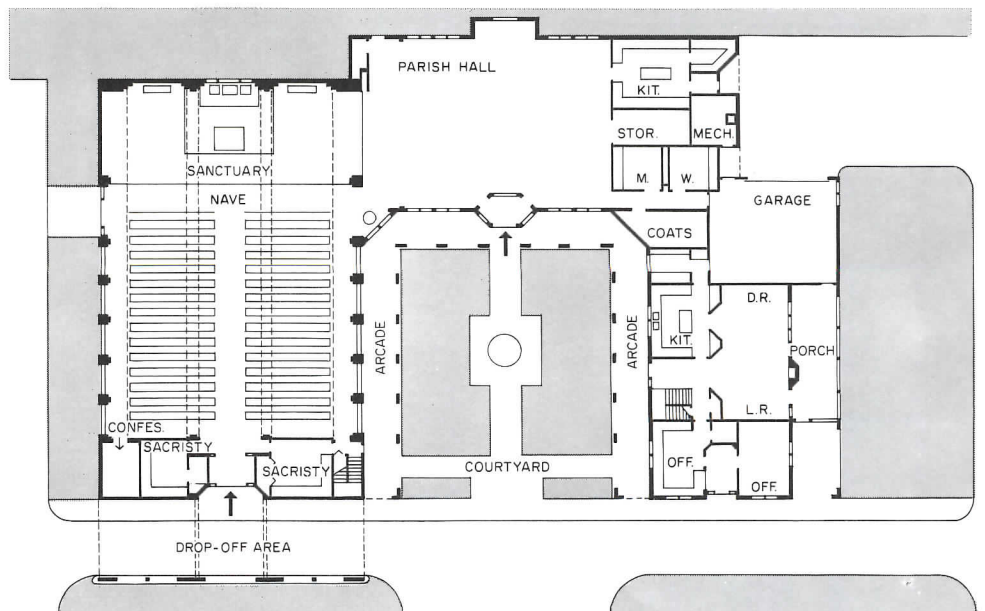 PARISH HALL
KIT.
STOR.
MECH.
M.
W.
SANCTUARY
NAVE
GARAGE
COATS
D.R.
ARCADE
ARCADE
KIT.
PORCH
L.R.
CONFES.
SACRISTY
SACRISTY
COURTYARD
OFF.
OFF.
DROP-OFF AREA